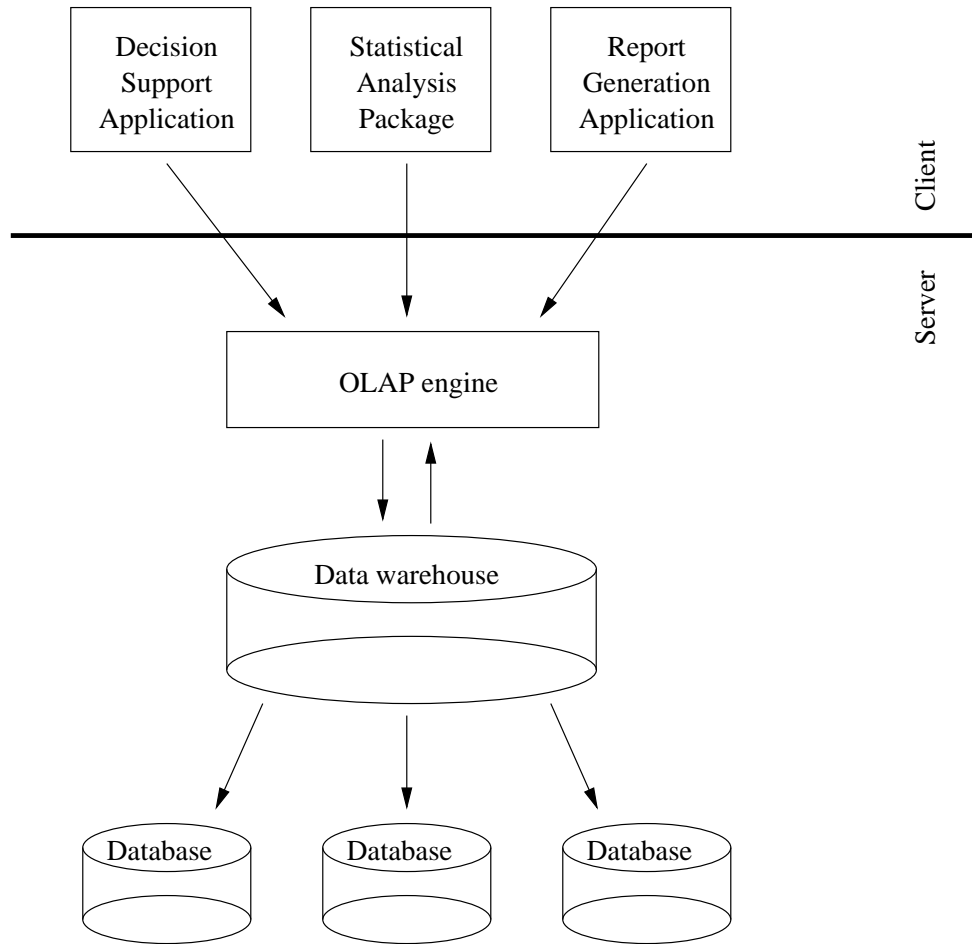 Decision
Support
Application
Statistical
Analysis
Package
Report
Generation
Application
Client
Server
OLAP engine
Data warehouse
Database
Database
Database